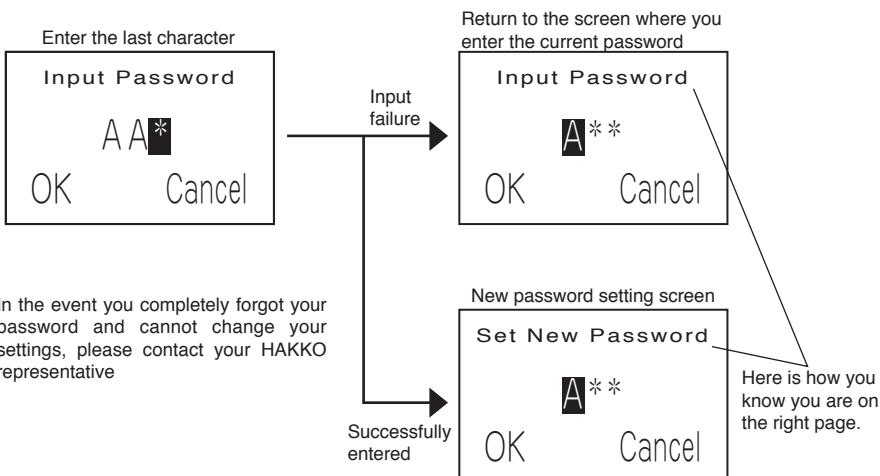 Enter the last character
Input Password
AA*
OK Cancel
Input
failure
Return to the screen where you
enter the current password
Input Password
A**
OK Cancel
In the event you completely forgot your
password and cannot change your
settings, please contact your HAKKO
representative
Successfully
entered
New password setting screen
Set New Password
A**
OK Cancel
Here is how you
know you are on
the right page.